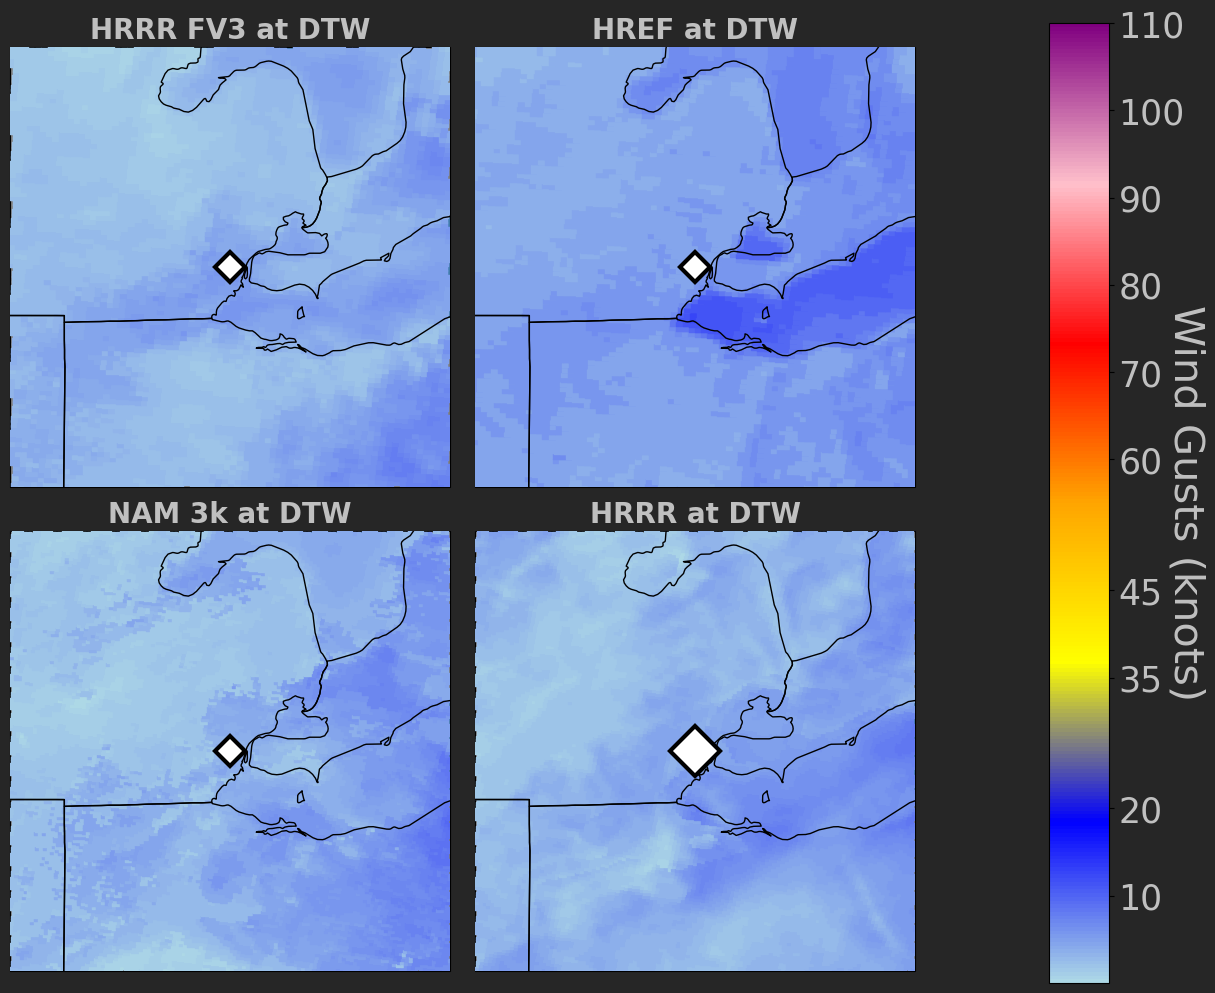 HRRR FV3 at DTW
HREF at DTW
NAM 3k at DTW
HRRR at DTW
110
100
90
80
70
60
45
35
20
10
Wind Gusts (knots)